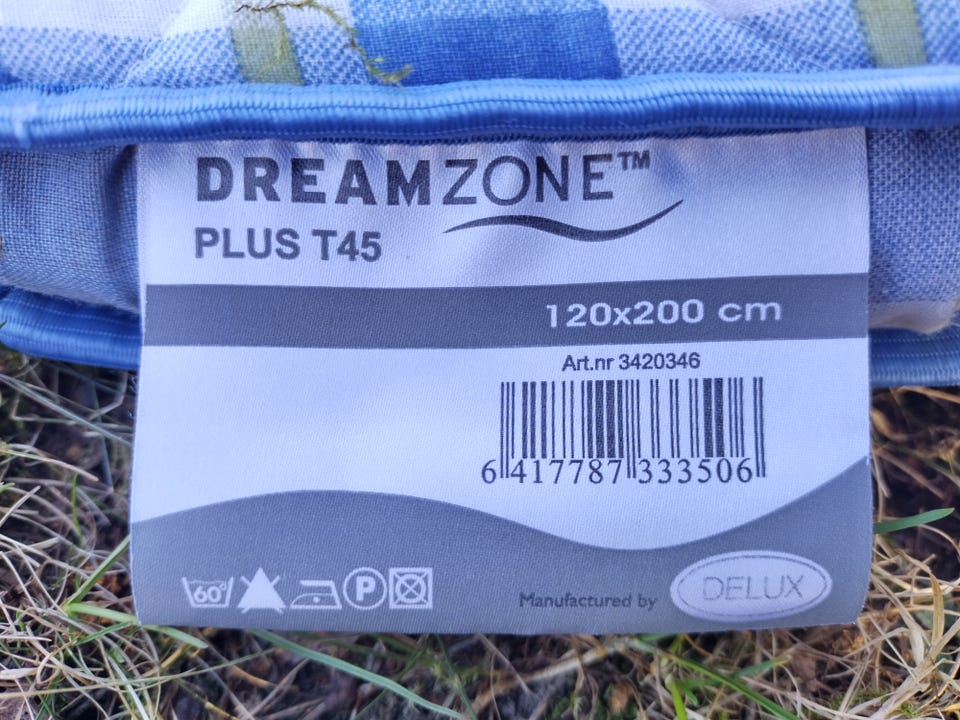 DREAMZONE™
PLUS T45
120x200 cm
Art.nr 3420346
6 417787 333506
60°
P
Manufactured by DELUX